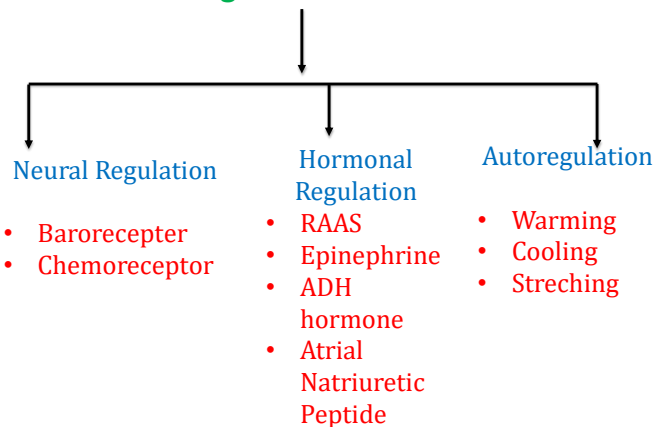 Neural Regulation
• Barorecepter
• Chemoreceptor
Hormonal
Regulation
• RAAS
• Epinephrine
• ADH
hormone
• Atrial
Natriuretic
Peptide
Autoregulation
• Warming
• Cooling
• Streching